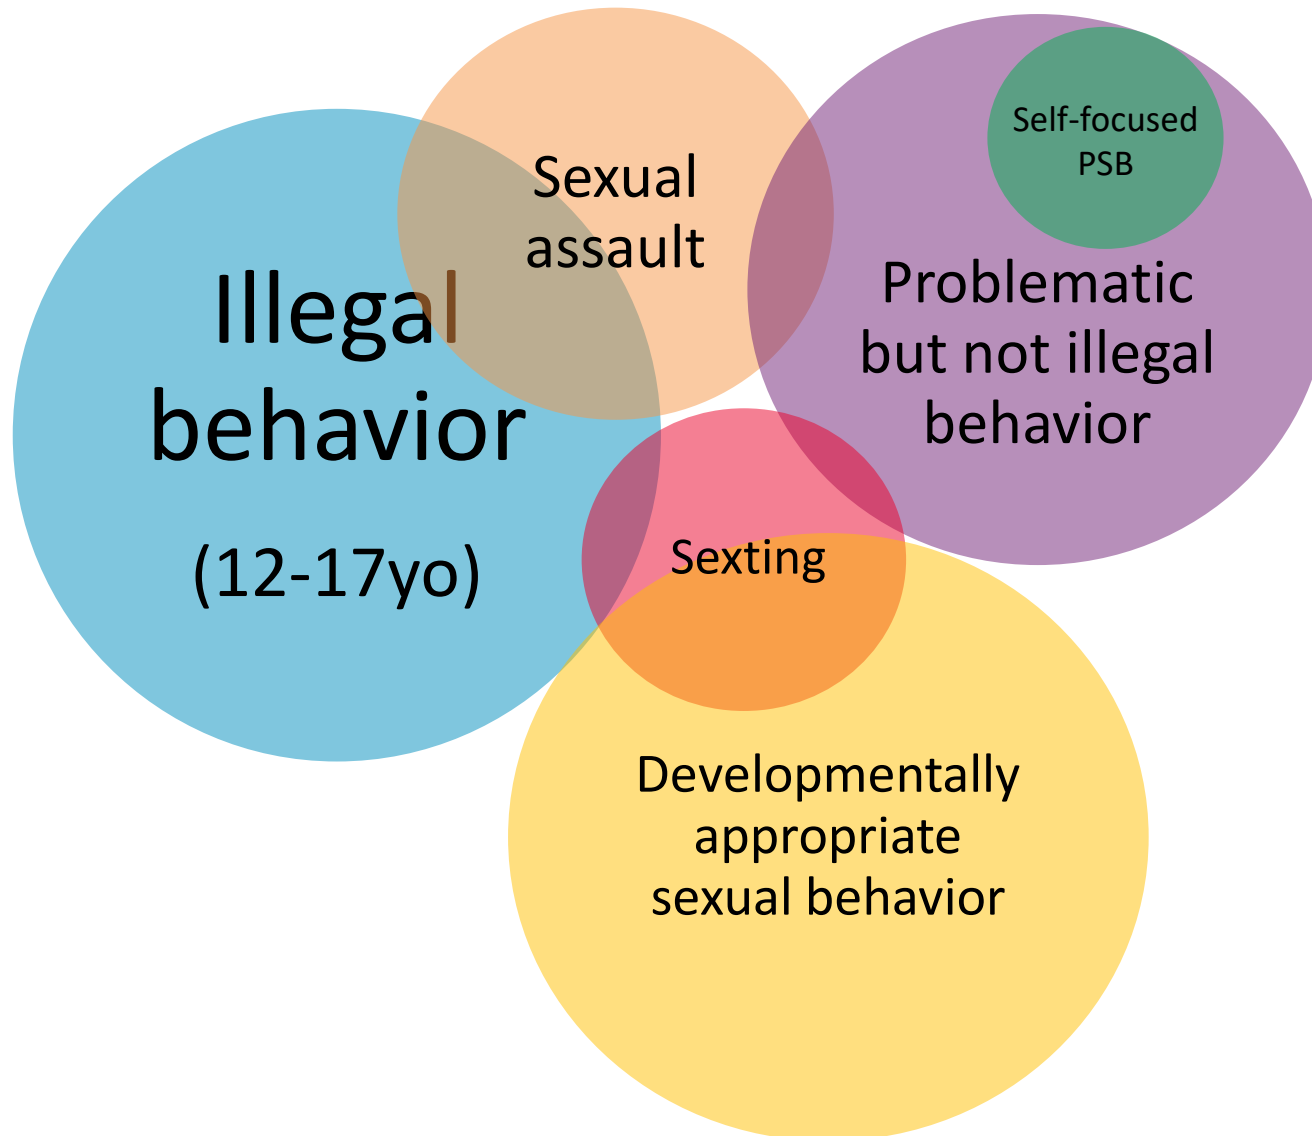 Sexual
assault
Self-focused
PSB
Illegal
behavior
(12-17yo)
Problematic
but not illegal
behavior
Sexting
Developmentally
appropriate
sexual behavior